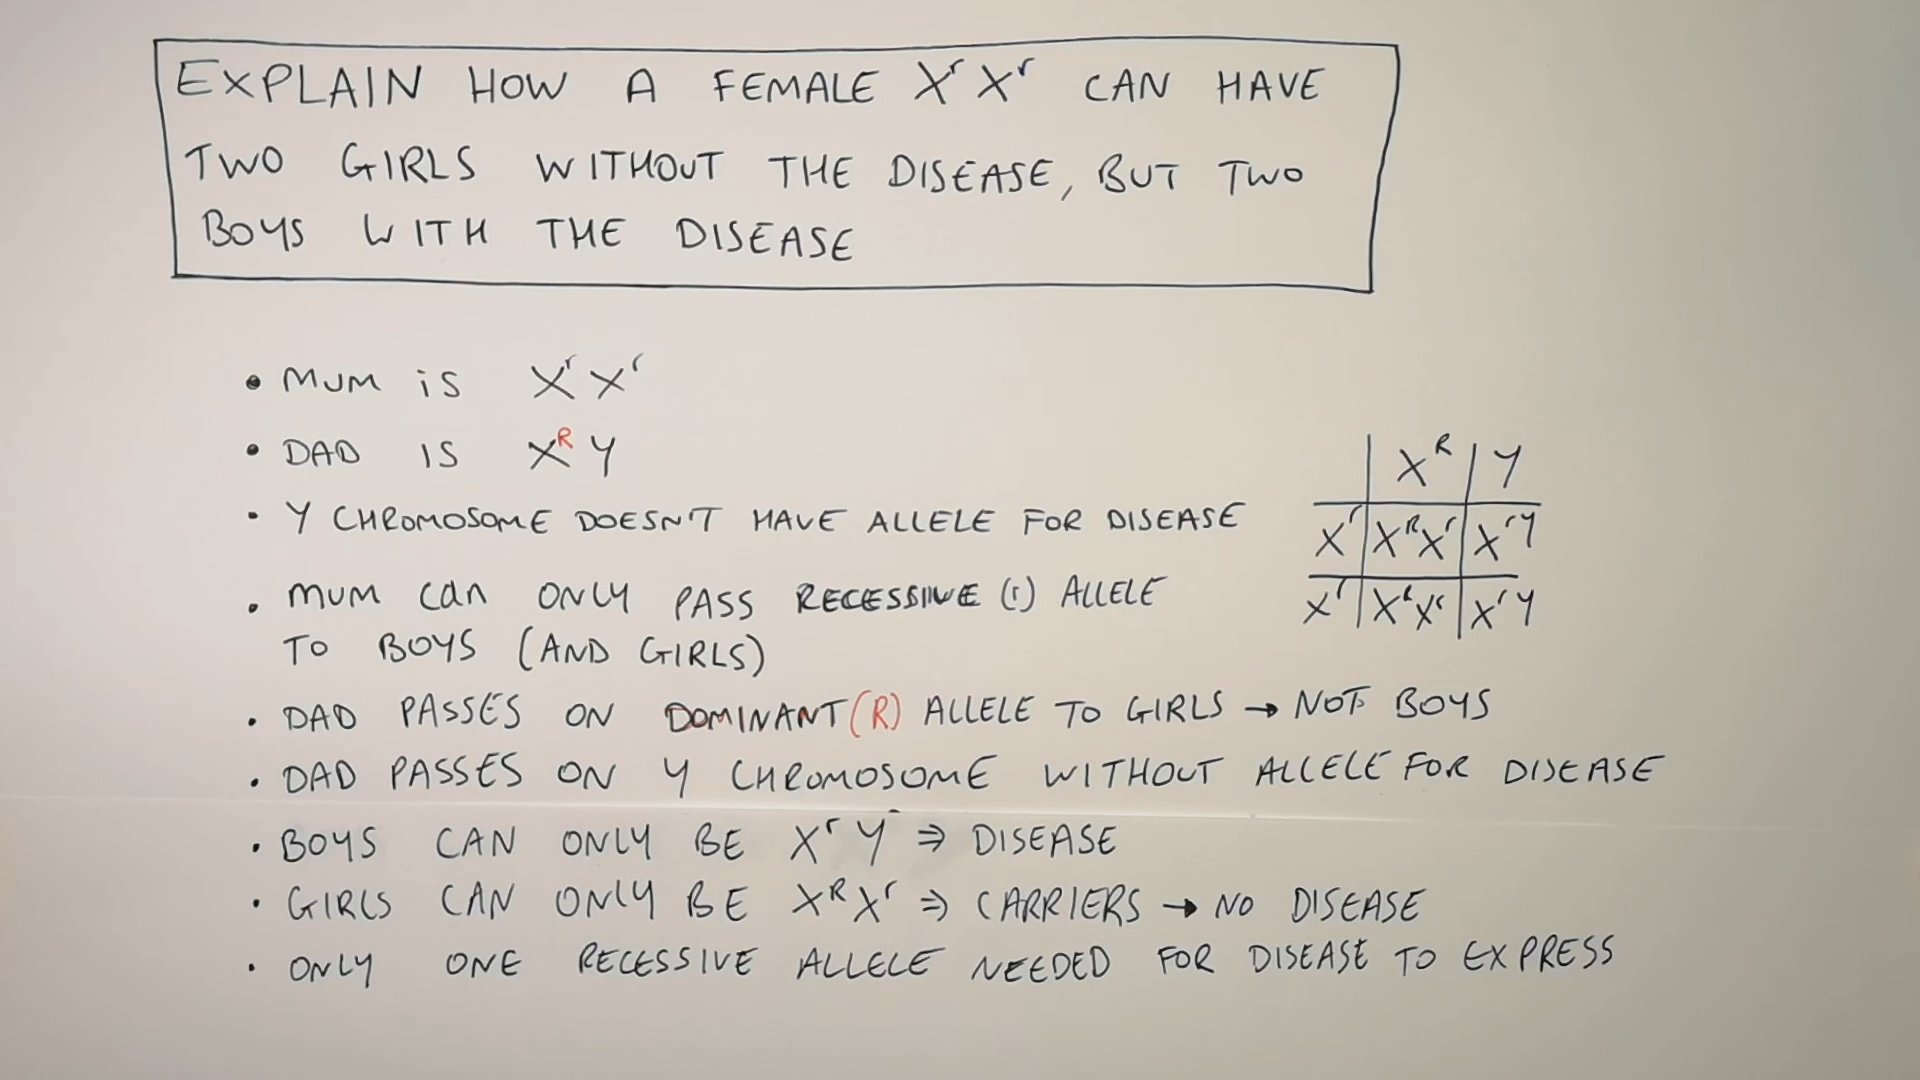 EXPLAIN HOW A FEMALE XʳXʳ CAN HAVE
TWO GIRLS WITHOUT THE DISEASE, BUT TWO
BOYS WITH THE DISEASE
• MUM iS XʳXʳ
• DAD IS XᴿY
• Y CHROMOSOME DOESN'T HAVE ALLELE FOR DISEASE
• MUM CAN ONLY PASS RECESSIVE (r) ALLELE
TO BOYS (AND GIRLS)
• DAD PASSES ON DOMINANT (R) ALLELE TO GIRLS → NOT BOYS
• DAD PASSES ON Y CHROMOSOME WITHOUT ALLELE FOR DISEASE
• BOYS CAN ONLY BE XʳY ⇒ DISEASE
• GIRLS CAN ONLY BE XᴿXʳ ⇒ CARRIERS → NO DISEASE
• ONLY ONE RECESSIVE ALLELE NEEDED FOR DISEASE TO EXPRESS
Xᴿ Y
Xʳ XᴿXʳ XʳY
Xʳ XᴿXʳ XʳY